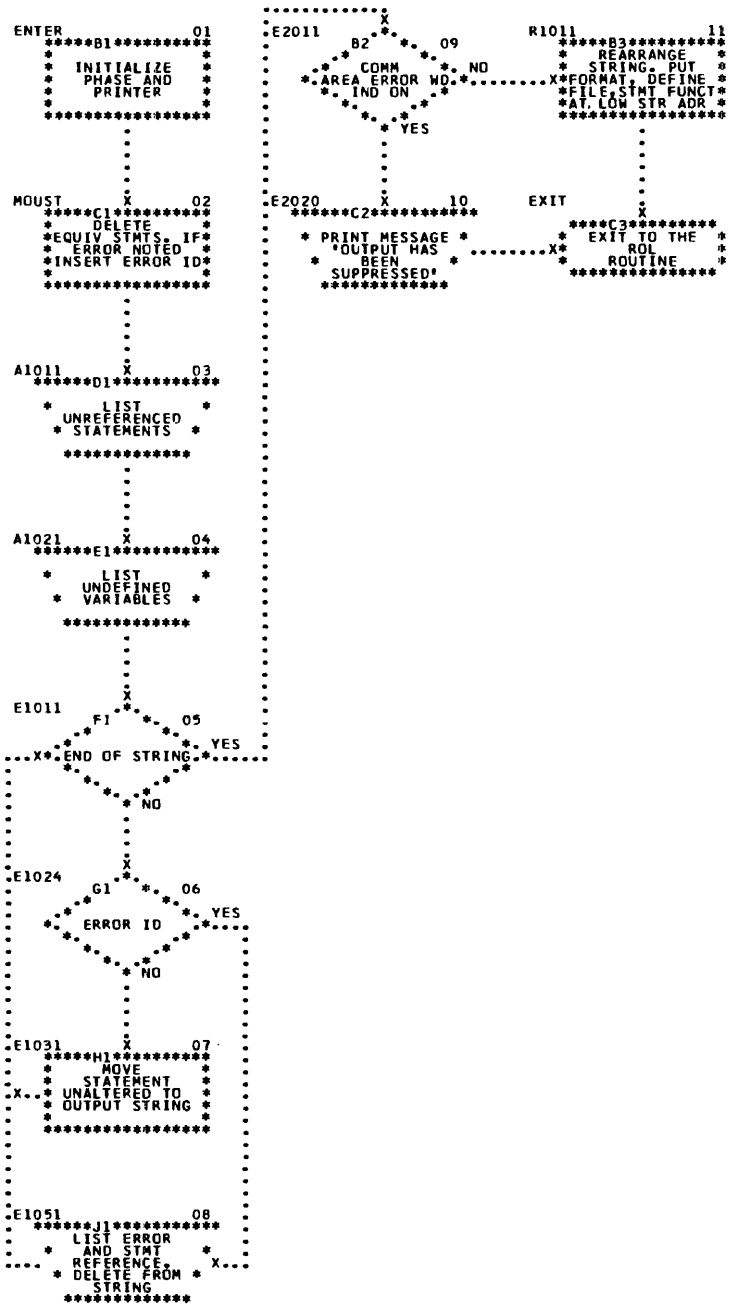 ENTER 01
B1
INITIALIZE
PHASE AND
PRINTER
MOUST 02
C1
DELETE
EQUIV STMTS. IF
ERROR NOTED
INSERT ERROR ID
A1011 03
D1
LIST
UNREFERENCED
STATEMENTS
A1021 04
E1
LIST
UNDEFINED
VARIABLES
E1011
F1 05
END OF STRING
YES
NO
E1024
G1 06
ERROR ID
YES
NO
E1031 07
H1
MOVE
STATEMENT
UNALTERED TO
OUTPUT STRING
E1051 08
J1
LIST ERROR
AND STMT
REFERENCE.
DELETE FROM
STRING
E2011
B2 09
COMM
AREA ERROR WD
IND ON
NO
YES
E2020 10
C2
PRINT MESSAGE
'OUTPUT HAS
BEEN
SUPPRESSED'
R1011 11
B3
REARRANGE
STRING. PUT
FORMAT, DEFINE
FILE,STMT FUNCT
AT LOW STR ADR
EXIT
C3
EXIT TO THE
ROL
ROUTINE